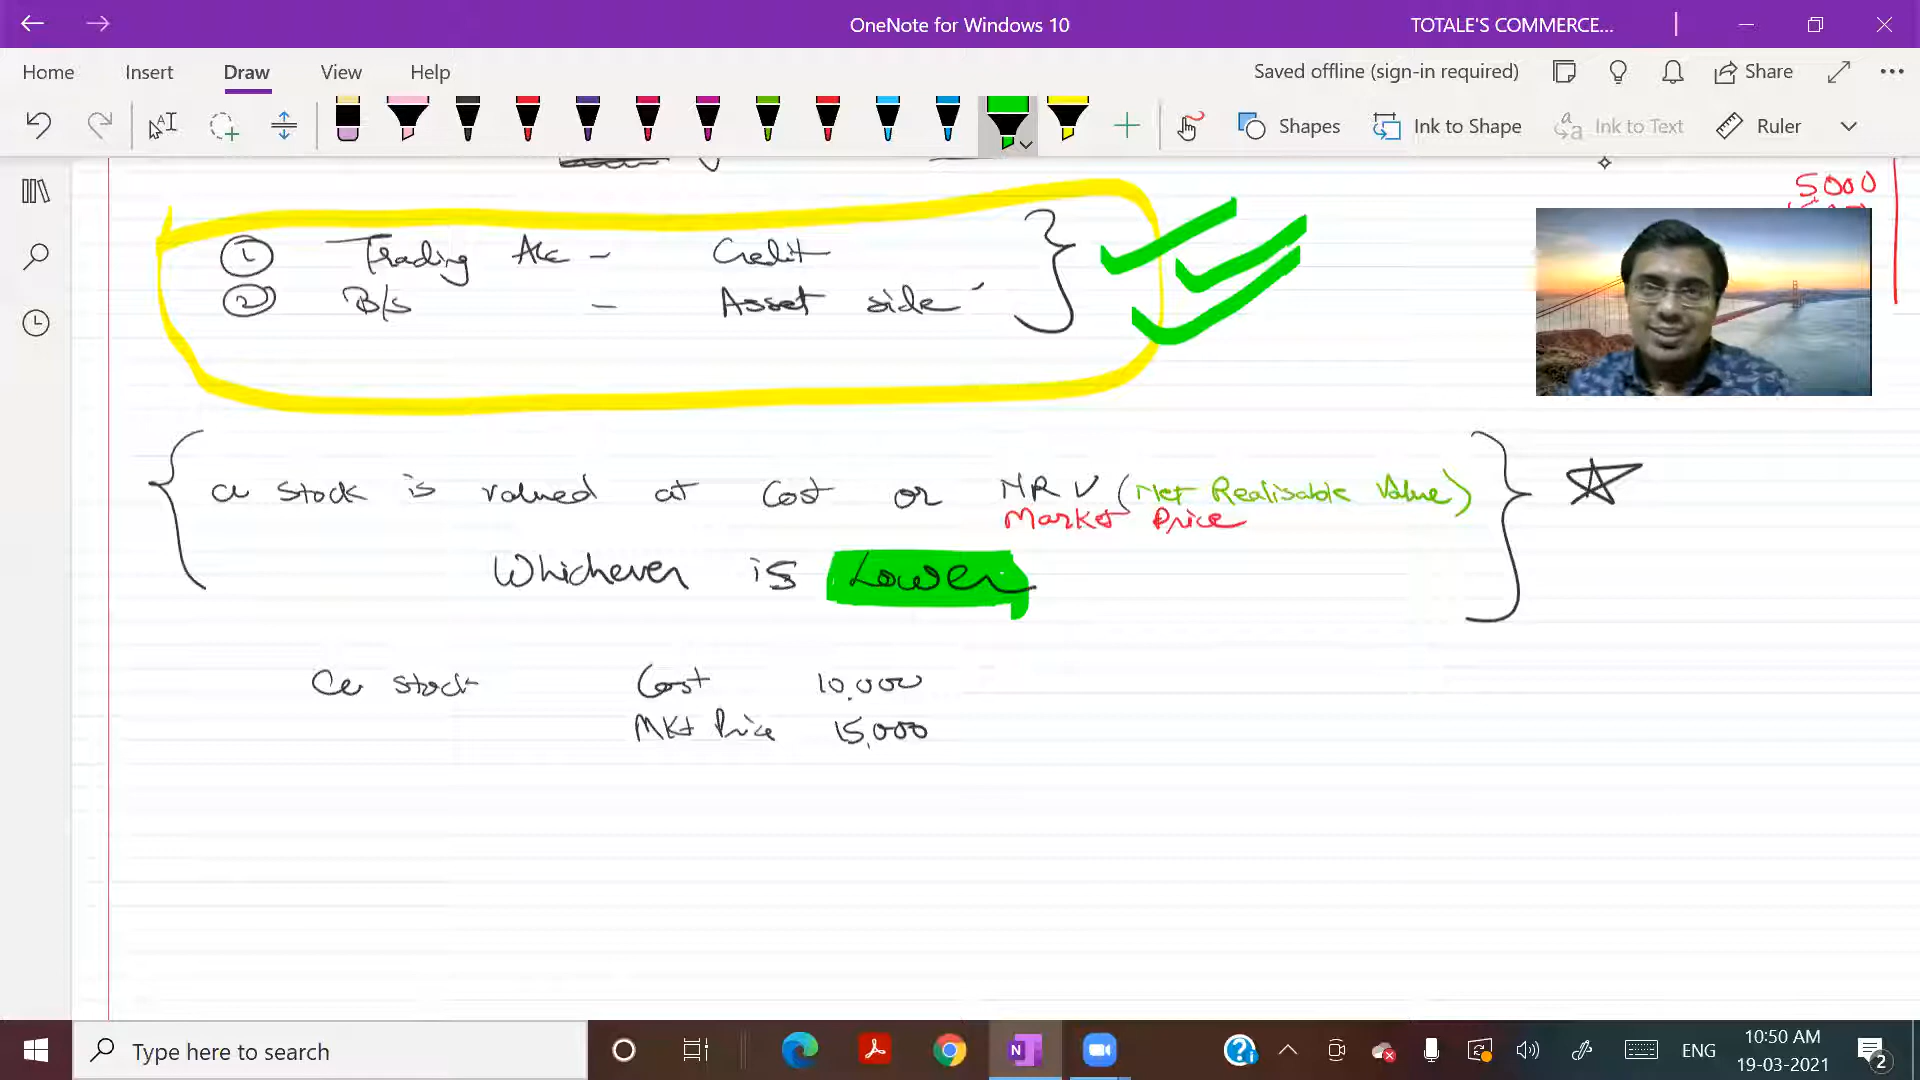 OneNote for Windows 10
TOTALE'S COMMERCE...
Home Insert Draw View Help
Saved offline (sign-in required) Share
Shapes Ink to Shape Ink to Text Ruler
5000
① Trading A/c - Credit
② B/s - Asset side
Cl stock is valued at Cost or NRV (Net Realisable Value)
Market Price
Whichever is Lower
Cl stock Cost 10,000
Mkt Price 15,000
Type here to search
ENG
10:50 AM
19-03-2021
2